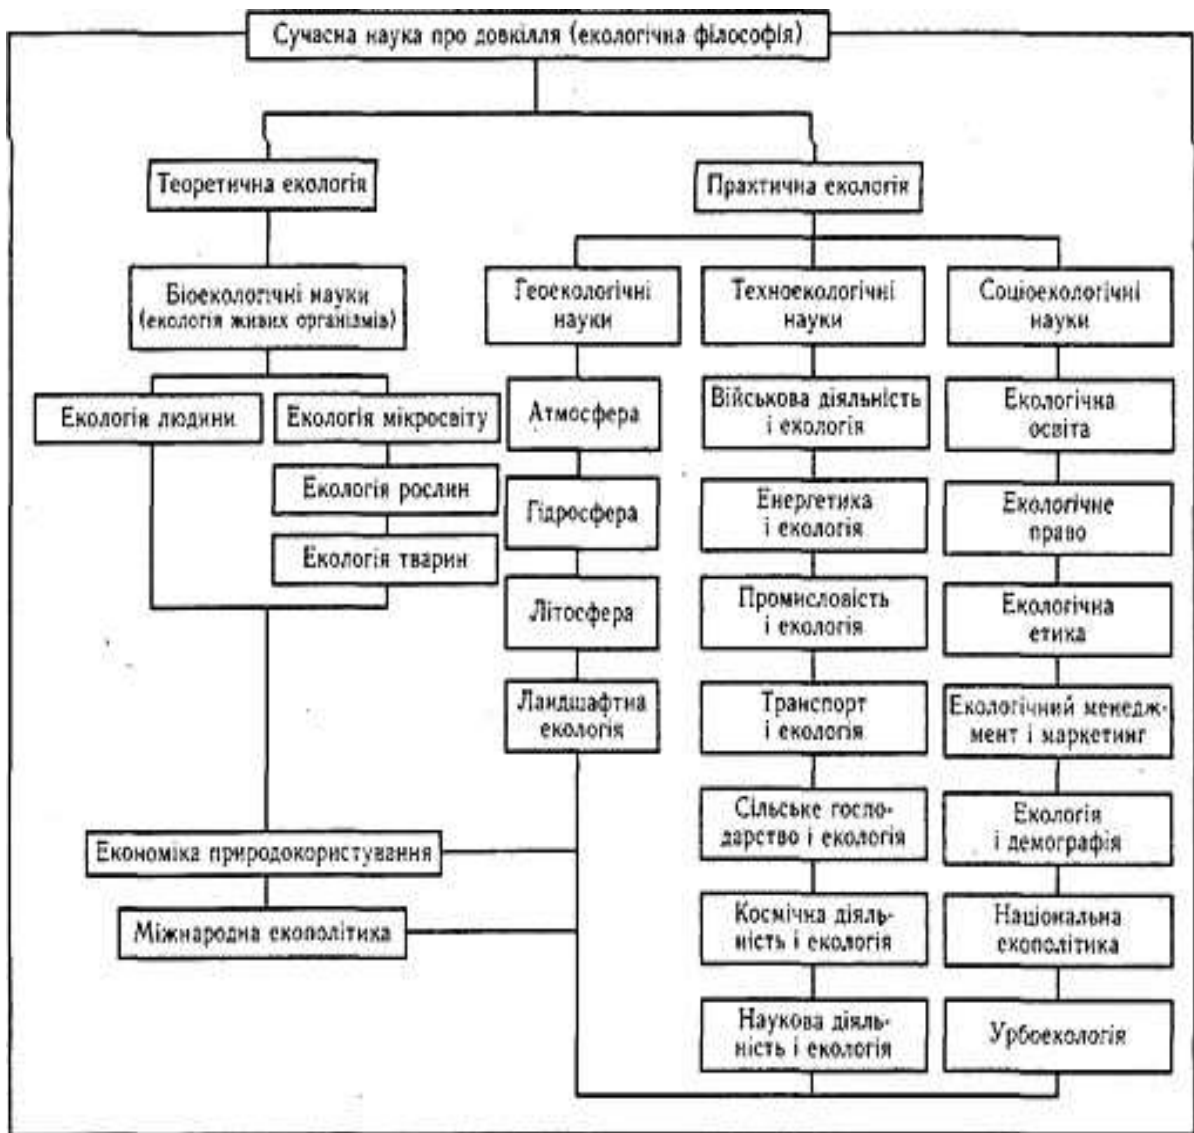 Сучасна наука про довкілля (екологічна філософія)
Теоретична екологія
Практична екологія
Біоекологічні науки
(екологія живих організмів)
Геоекологічні
науки
Техноекологічні
науки
Соціоекологічні
науки
Екологія людини
Екологія мікросвіту
Екологія рослин
Екологія тварин
Атмосфера
Гідросфера
Літосфера
Ландшафтна
екологія
Військова діяльність
і екологія
Енергетика
і екологія
Промисловість
і екологія
Транспорт
і екологія
Сільське госпо-
дарство і екологія
Космічна діяль-
ність і екологія
Наукова діяль-
ність і екологія
Екологічна
освіта
Екологічне
право
Екологічна
етика
Екологічний менедж-
мент і маркетинг
Екологія
і демографія
Національна
екополітика
Урбоекологія
Економіка природокористування
Міжнародна екополітика